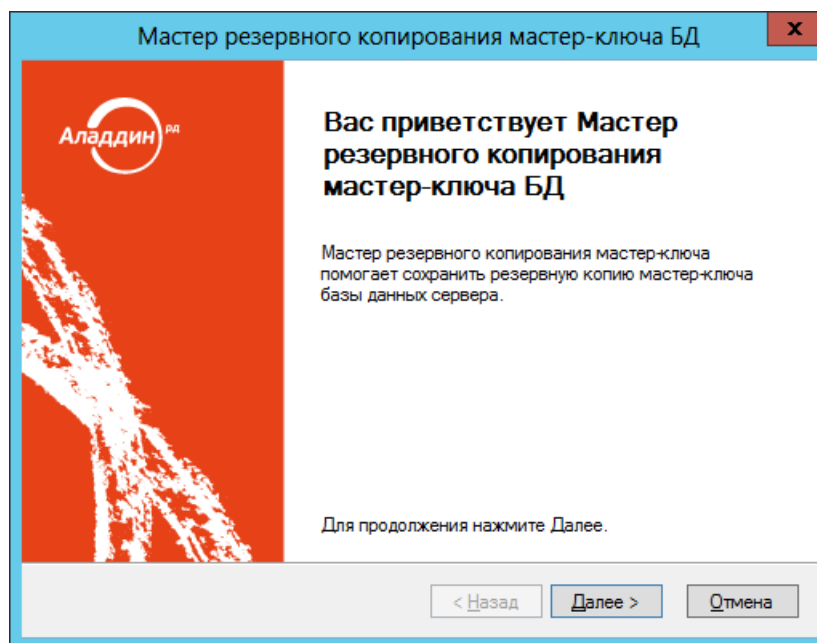 Мастер резервного копирования мастер-ключа БД
x
Аладдин РД
Вас приветствует Мастер
резервного копирования
мастер-ключа БД
Мастер резервного копирования мастер-ключа
помогает сохранить резервную копию мастер-ключа
базы данных сервера.
Для продолжения нажмите Далее.
< Назад
Далее >
Отмена